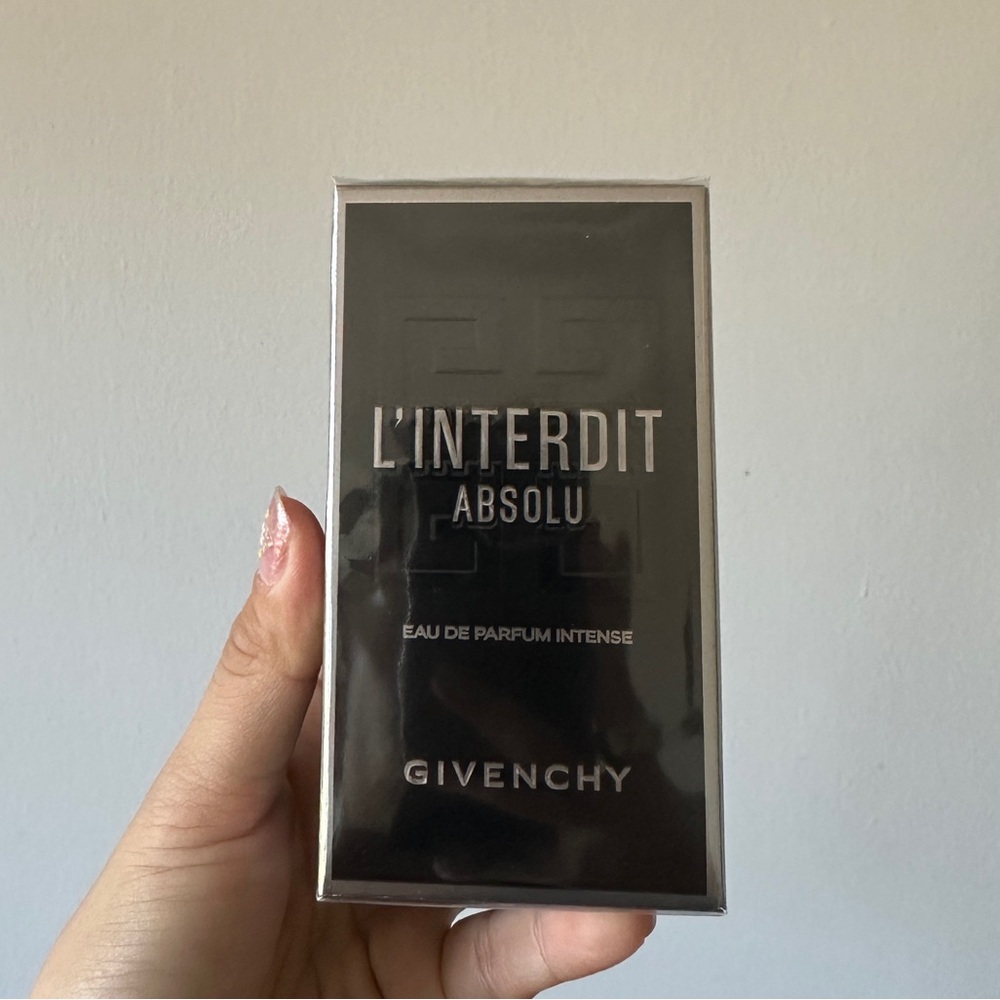 L'INTERDIT
ABSOLU
EAU DE PARFUM INTENSE
GIVENCHY